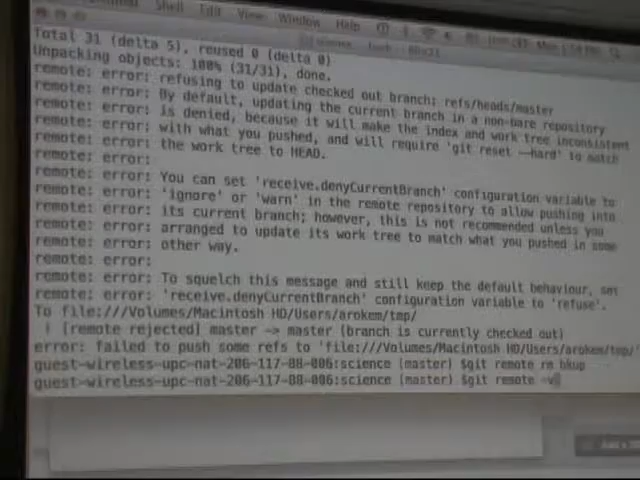 Shell Edit View Window Help
Total 31 (delta 5), reused 0 (delta 0)
Unpacking objects: 100% (31/31), done.
remote: error: refusing to update checked out branch: refs/heads/master
remote: error: By default, updating the current branch in a non-bare repository
remote: error: is denied, because it will make the index and work tree inconsistent
remote: error: with what you pushed, and will require 'git reset --hard' to match
remote: error: the work tree to HEAD.
remote: error:
remote: error: You can set 'receive.denyCurrentBranch' configuration variable to
remote: error: 'ignore' or 'warn' in the remote repository to allow pushing into
remote: error: its current branch; however, this is not recommended unless you
remote: error: arranged to update its work tree to match what you pushed in some
remote: error: other way.
remote: error:
remote: error: To squelch this message and still keep the default behaviour, set
remote: error: 'receive.denyCurrentBranch' configuration variable to 'refuse'.
To file:///Volumes/Macintosh HD/Users/arokem/tmp/
! [remote rejected] master -> master (branch is currently checked out)
error: failed to push some refs to 'file:///Volumes/Macintosh HD/Users/arokem/tmp/'
guest-wireless-upc-nat-206-117-88-006:science (master) $git remote rm bkup
guest-wireless-upc-nat-206-117-88-006:science (master) $git remote -v